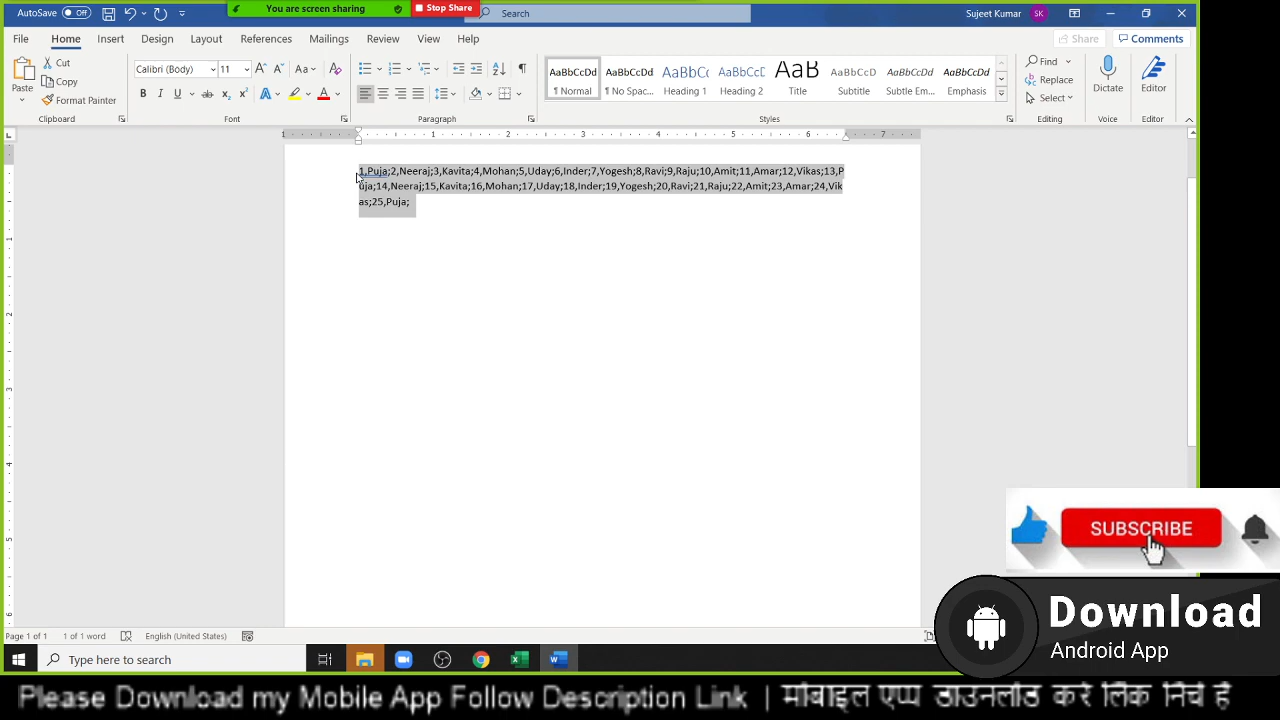 AutoSave Off
You are screen sharing
Stop Share
Search
Sujeet Kumar
SK
File Home Insert Design Layout References Mailings Review View Help
Share
Comments
Paste
Cut
Copy
Format Painter
Calibri (Body) 11
AaBbCcDd
¶ Normal
AaBbCcDd
¶ No Spac...
AaBbC(
Heading 1
AaBbCcC
Heading 2
AaB
Title
AaBbCcD
Subtitle
AaBbCcDd
Subtle Em...
AaBbCcDd
Emphasis
Find
Replace
Select
Dictate
Editor
Clipboard Font Paragraph Styles Editing Voice Editor
1,Puja;2,Neeraj;3,Kavita;4,Mohan;5,Uday;6,Inder;7,Yogesh;8,Ravi;9,Raju;10,Amit;11,Amar;12,Vikas;13,P
uja;14,Neeraj;15,Kavita;16,Mohan;17,Uday;18,Inder;19,Yogesh;20,Ravi;21,Raju;22,Amit;23,Amar;24,Vik
as;25,Puja;
SUBSCRIBE
Download
Android App
Page 1 of 1 1 of 1 word English (United States)
Type here to search
Please Download my Mobile App Follow Description Link | मोबाइल एप्प डाउनलोड करे लिंक निचे है